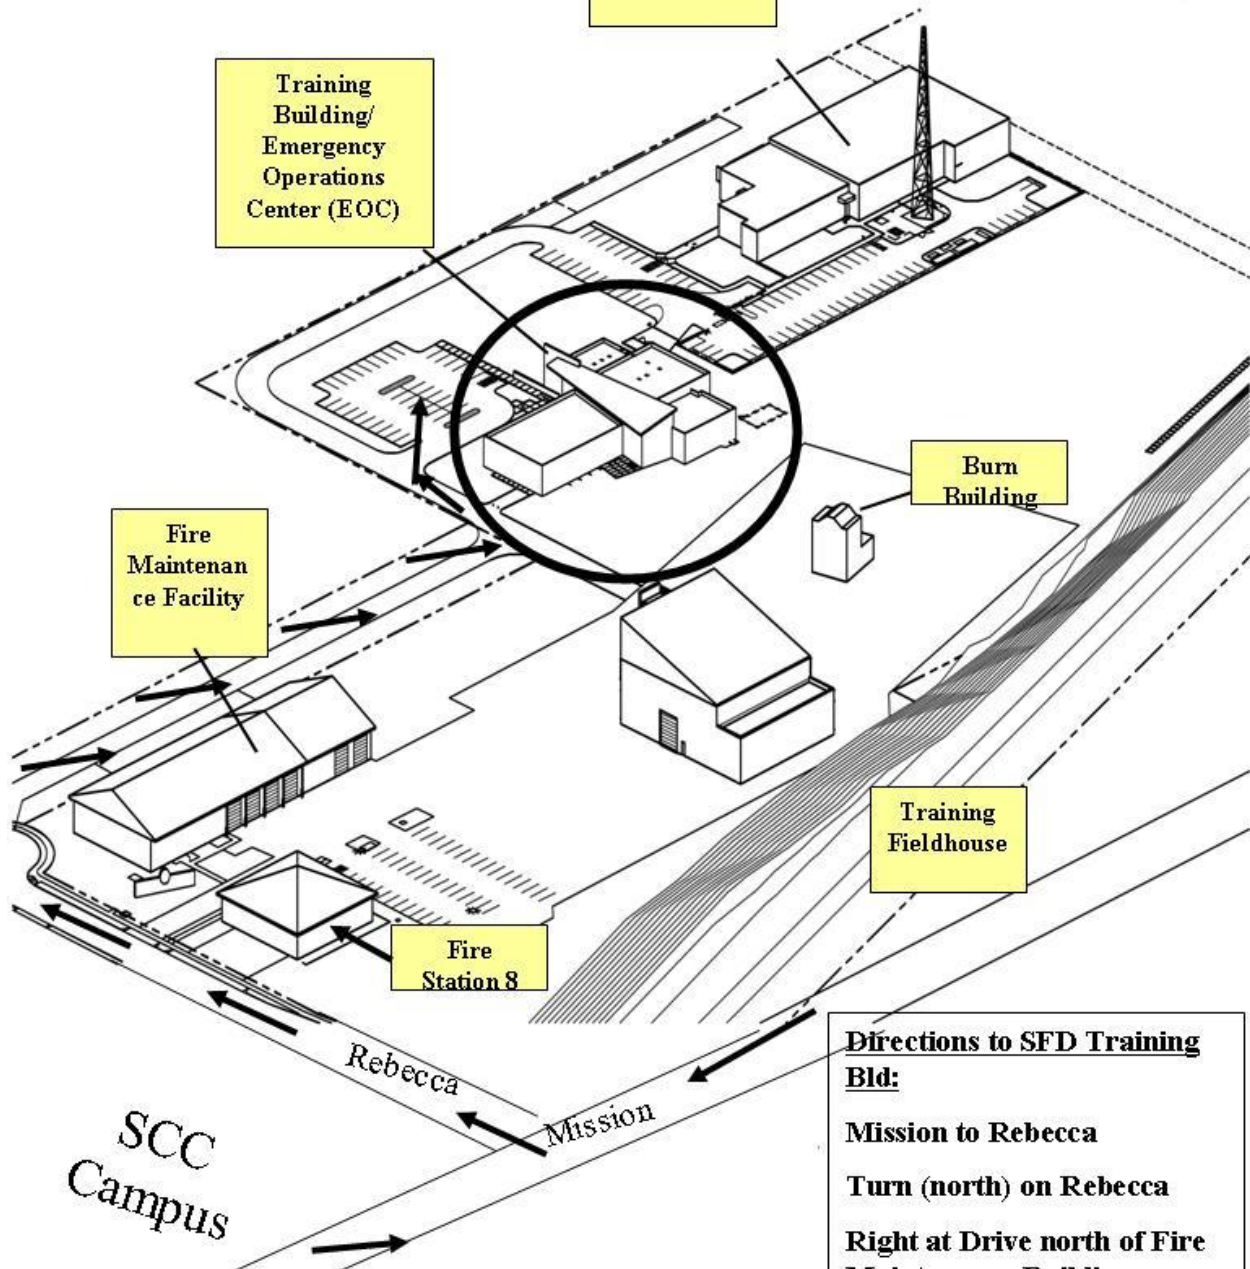 Training
Building/
Emergency
Operations
Center (EOC)
Burn
Building
Fire
Maintenan
ce Facility
Training
Fieldhouse
Fire
Station 8
Rebecca
Mission
SCC
Campus
Directions to SFD Training
Bld:
Mission to Rebecca
Turn (north) on Rebecca
Right at Drive north of Fire